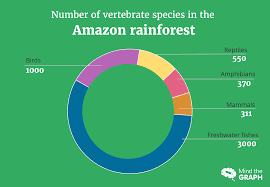 Number of vertebrate species in the
Amazon rainforest
Reptiles
550
Birds
1000
Amphibians
370
Mammals
311
Freshwater fishes
3000
Mind the
GRAPH